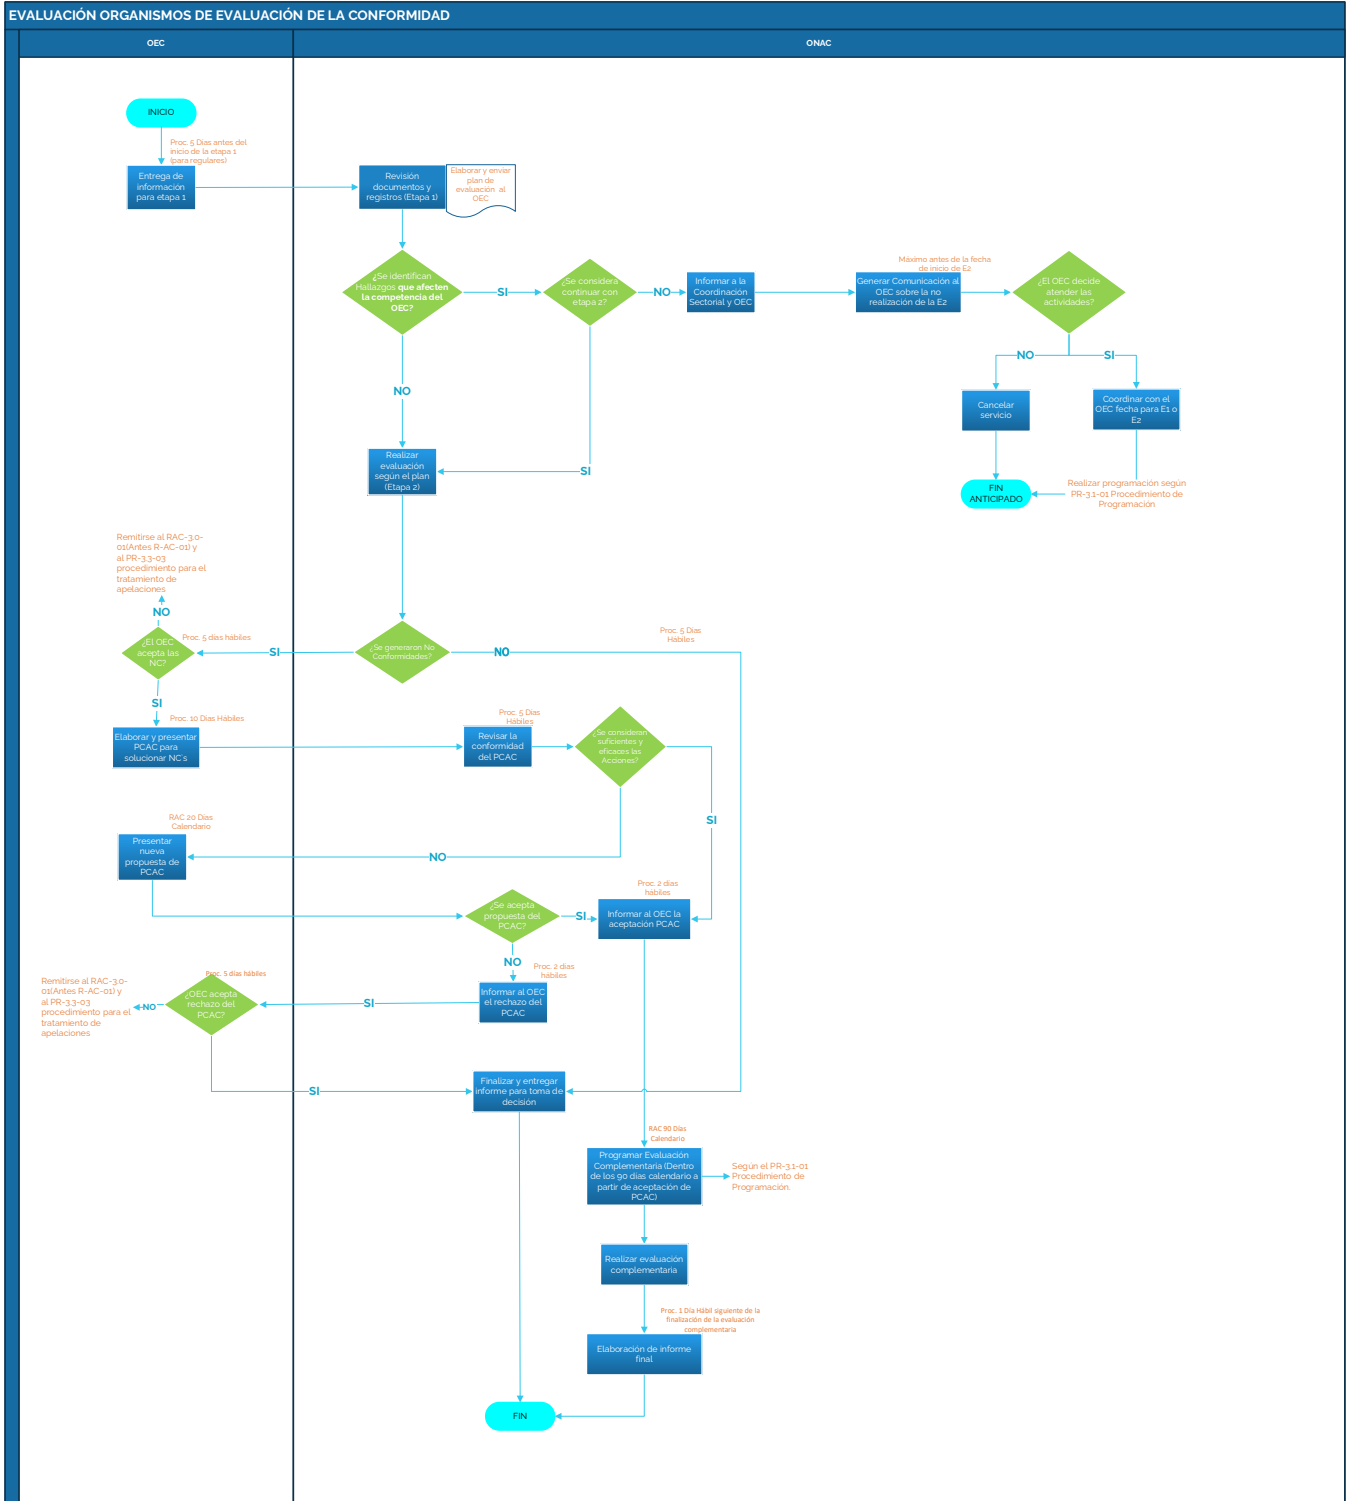 EVALUACIÓN ORGANISMOS DE EVALUACIÓN DE LA CONFORMIDAD
OEC
ONAC
INICIO
Proc. 5 Días antes del
inicio de la etapa 1
(para regulares)
Entrega de
información
para etapa 1
Revisión
documentos y
registros (Etapa 1)
Elaborar y enviar
plan de
evaluación al
OEC
¿Se identifican
Hallazgos que afecten
la competencia del
OEC?
SI
¿Se considera
continuar con
etapa 2?
NO
Informar a la
Coordinación
Sectorial y OEC
Máximo antes de la fecha
de inicio de E2
Generar Comunicación al
OEC sobre la no
realización de la E2
¿El OEC decide
atender las
actividades?
NO
SI
NO
Cancelar
servicio
Coordinar con el
OEC fecha para E1 o
E2
Realizar
evaluación
según el plan
(Etapa 2)
SI
FIN
ANTICIPADO
Realizar programación según
PR-3.1-01 Procedimiento de
Programación
Remitirse al RAC-3.0-
01(Antes R-AC-01) y
al PR-3.3-03
procedimiento para el
tratamiento de
apelaciones
NO
¿El OEC
acepta las
NC?
Proc. 5 días hábiles
SI
¿Se generaron No
Conformidades?
NO
Proc. 5 Días
Hábiles
SI
Proc. 10 Días Hábiles
Elaborar y presentar
PCAC para
solucionar NC´s
Proc. 5 Días
Hábiles
Revisar la
conformidad
del PCAC
¿Se consideran
suficientes y
eficaces las
Acciones?
SI
RAC 20 Días
Calendario
Presentar
nueva
propuesta de
PCAC
NO
¿Se acepta
propuesta del
PCAC?
SI
Proc. 2 días
hábiles
Informar al OEC la
aceptación PCAC
NO
Proc. 2 días
hábiles
Informar al OEC
el rechazo del
PCAC
SI
Proc. 5 días hábiles
¿OEC acepta
rechazo del
PCAC?
NO
Remitirse al RAC-3.0-
01(Antes R-AC-01) y
al PR-3.3-03
procedimiento para el
tratamiento de
apelaciones
SI
Finalizar y entregar
informe para toma de
decisión
RAC 90 Días
Calendario
Programar Evaluación
Complementaria (Dentro
de los 90 días calendario a
partir de aceptación de
PCAC)
Según el PR-3.1-01
Procedimiento de
Programación.
Realizar evaluación
complementaria
Proc. 1 Día Hábil siguiente de la
finalización de la evaluación
complementaria
Elaboración de informe
final
FIN